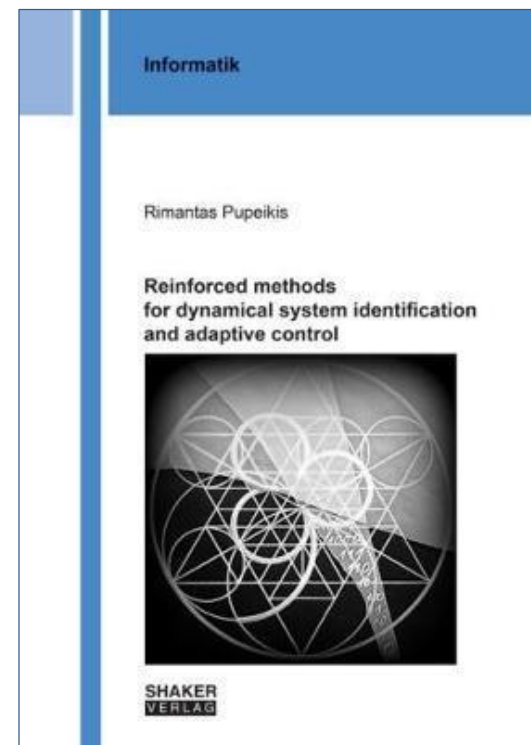 Informatik
Rimantas Pupeikis
Reinforced methods
for dynamical system identification
and adaptive control
SHAKER
VERLAG